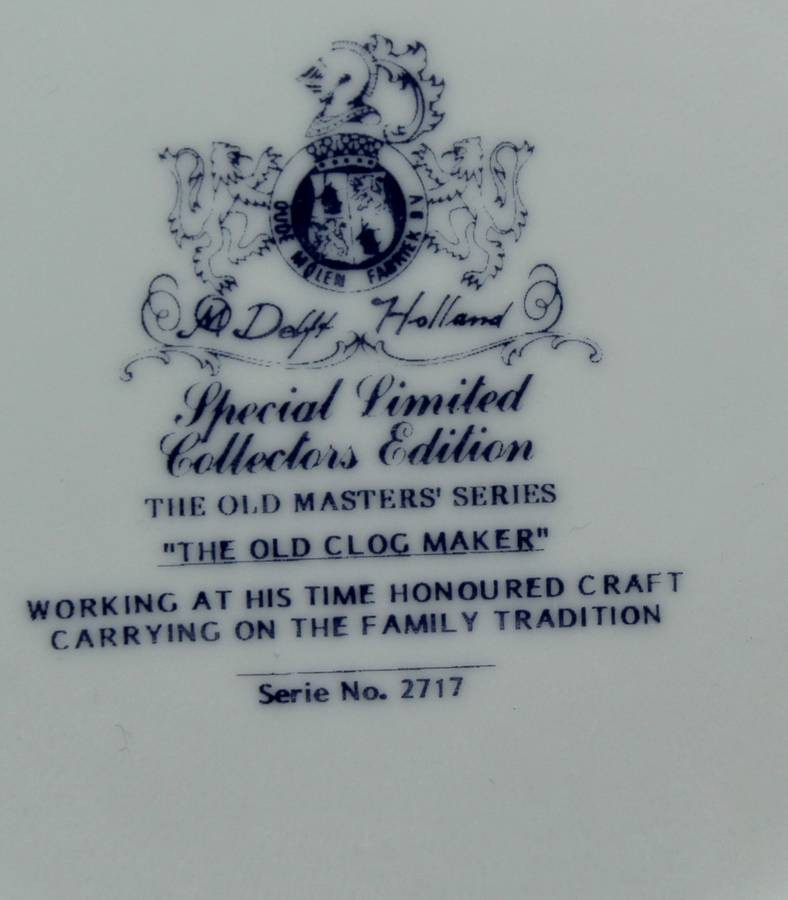 OUDE MOLEN FABRIEK BV
M Delft Holland
Special Limited
Collectors Edition
THE OLD MASTERS' SERIES
"THE OLD CLOG MAKER"
WORKING AT HIS TIME HONOURED CRAFT
CARRYING ON THE FAMILY TRADITION
Serie No. 2717